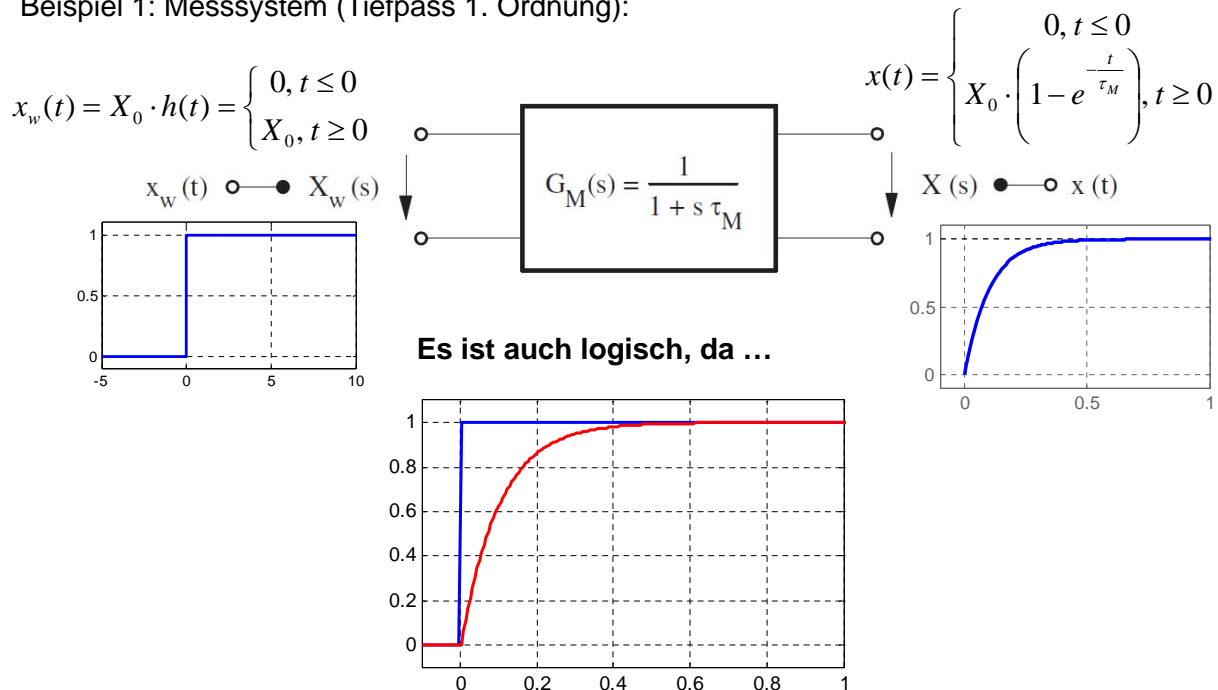 Beispiel 1: Messsystem (Tiefpass 1. Ordnung):
x_w(t) = X_0 · h(t) = { 0, t ≤ 0
X_0, t ≥ 0
x(t) = { 0, t ≤ 0
X_0 · (1 − e^{−t/τ_M}), t ≥ 0
x_w (t) ○—● X_w (s)
G_M(s) = 1 / (1 + s τ_M)
X (s) ●—○ x (t)
1
0.5
0
-5 0 5 10
1
0.5
0
0 0.5 1
Es ist auch logisch, da …
1
0.8
0.6
0.4
0.2
0
0 0.2 0.4 0.6 0.8 1